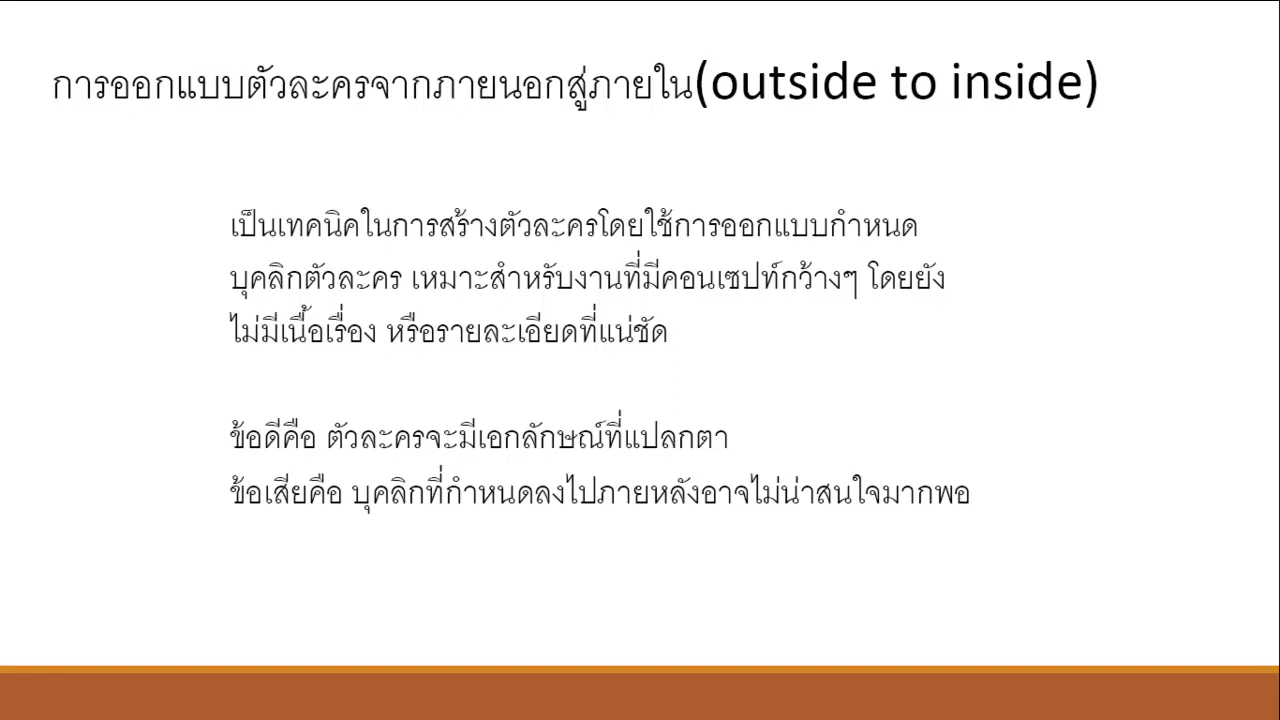 การออกแบบตัวละครจากภายนอกสู่ภายใน(outside to inside)
เป็นเทคนิคในการสร้างตัวละครโดยใช้การออกแบบกำหนด
บุคลิกตัวละคร เหมาะสำหรับงานที่มีคอนเซปท์กว้างๆ โดยยัง
ไม่มีเนื้อเรื่อง หรือรายละเอียดที่แน่ชัด
ข้อดีคือ ตัวละครจะมีเอกลักษณ์ที่แปลกตา
ข้อเสียคือ บุคลิกที่กำหนดลงไปภายหลังอาจไม่น่าสนใจมากพอ